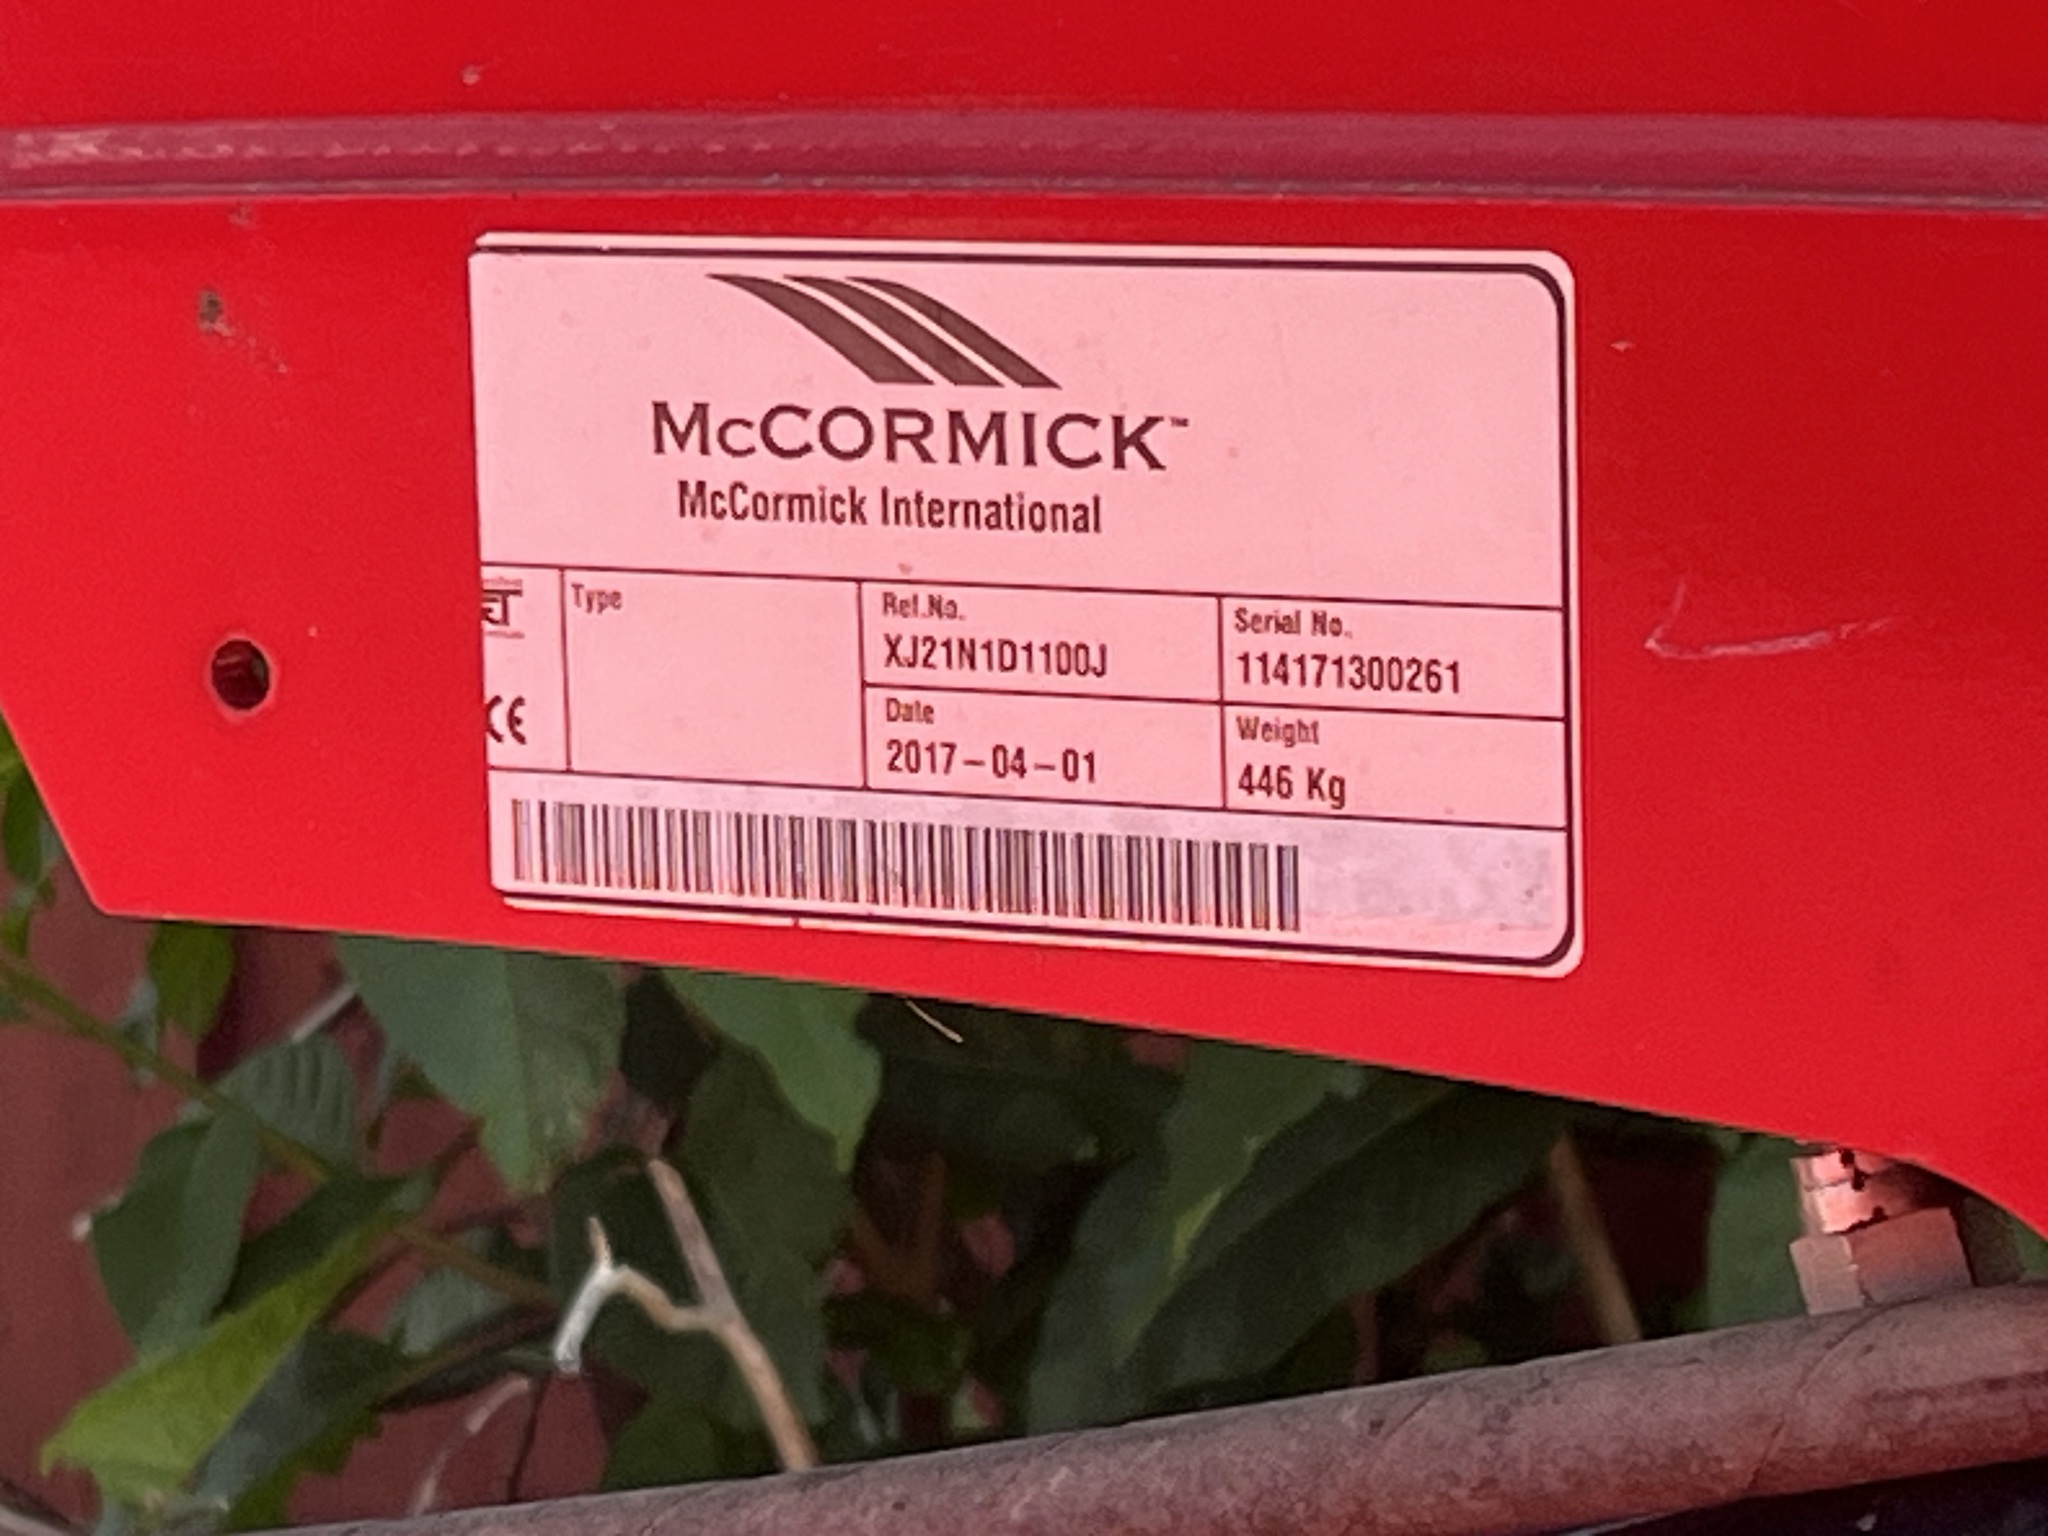 McCORMICK™
McCormick International
Type
Ref.No.
XJ21N1D1100J
Serial No.
114171300261
CE
Date
2017-04-01
Weight
446 Kg